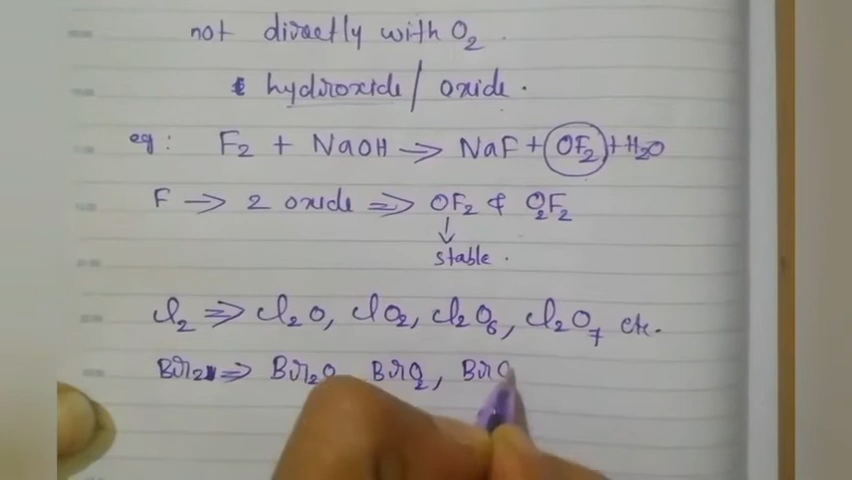 not directly with O₂.
hydroxide / oxide.
eg: F₂ + NaOH → NaF + OF₂ + H₂O
F → 2 oxide ⇒ OF₂ & O₂F₂
↓
stable.
Cl₂ ⇒ Cl₂O, ClO₂, Cl₂O₆, Cl₂O₇ etc.
Br₂ ⇒ Br₂O BrO₂, BrO